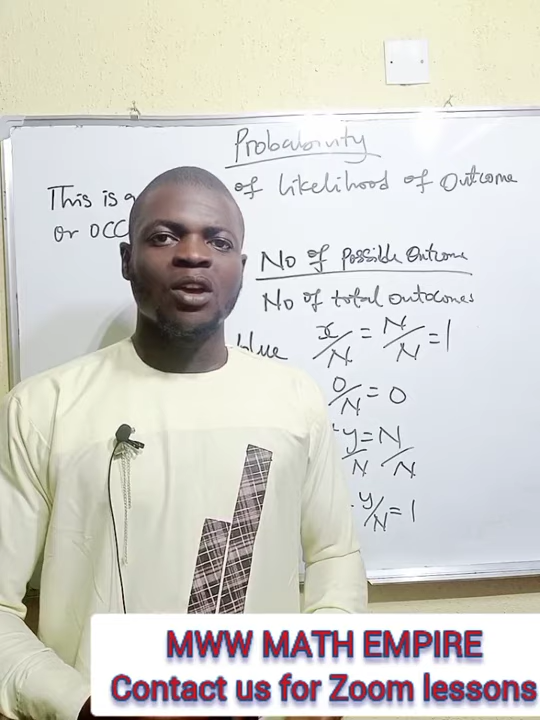 Probability
This is a of likelihood of Outcome
or occ
No of possible Outcome
No of total outcomes
x/N = N/N = 1
0/N = 0
y = N
N N
y/N = 1
MWW MATH EMPIRE
Contact us for Zoom lessons